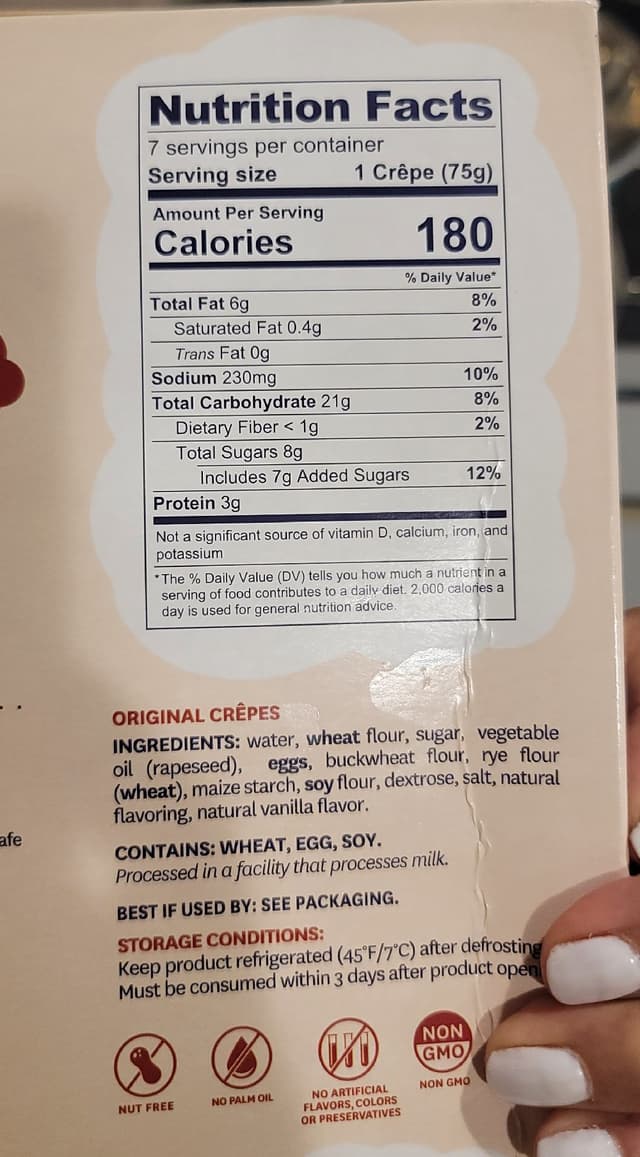 Nutrition Facts
7 servings per container
Serving size 1 Crêpe (75g)
Amount Per Serving
Calories 180
% Daily Value*
Total Fat 6g 8%
Saturated Fat 0.4g 2%
Trans Fat 0g
Sodium 230mg 10%
Total Carbohydrate 21g 8%
Dietary Fiber < 1g 2%
Total Sugars 8g
Includes 7g Added Sugars 12%
Protein 3g
Not a significant source of vitamin D, calcium, iron, and
potassium
*The % Daily Value (DV) tells you how much a nutrient in a
serving of food contributes to a daily diet. 2,000 calories a
day is used for general nutrition advice.
ORIGINAL CRÊPES
INGREDIENTS: water, wheat flour, sugar, vegetable
oil (rapeseed), eggs, buckwheat flour, rye flour
(wheat), maize starch, soy flour, dextrose, salt, natural
flavoring, natural vanilla flavor.
afe
CONTAINS: WHEAT, EGG, SOY.
Processed in a facility that processes milk.
BEST IF USED BY: SEE PACKAGING.
STORAGE CONDITIONS:
Keep product refrigerated (45°F/7°C) after defrosting
Must be consumed within 3 days after product open
NUT FREE
NO PALM OIL
NO ARTIFICIAL
FLAVORS, COLORS
OR PRESERVATIVES
NON
GMO
NON GMO